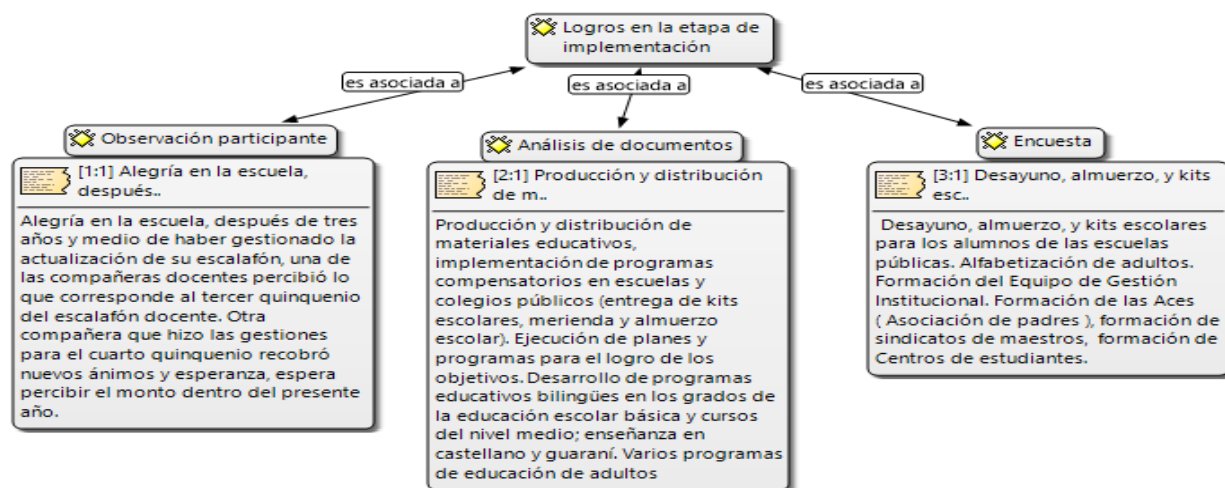 Logros en la etapa de
implementación
es asociada a
es asociada a
es asociada a
Observación participante
[1:1] Alegría en la escuela,
después..
Alegría en la escuela, después de tres
años y medio de haber gestionado la
actualización de su escalafón, una de
las compañeras docentes percibió lo
que corresponde al tercer quinquenio
del escalafón docente. Otra
compañera que hizo las gestiones
para el cuarto quinquenio recobró
nuevos ánimos y esperanza, espera
percibir el monto dentro del presente
año.
Análisis de documentos
[2:1] Producción y distribución
de m..
Producción y distribución de
materiales educativos,
implementación de programas
compensatorios en escuelas y
colegios públicos (entrega de kits
escolares, merienda y almuerzo
escolar). Ejecución de planes y
programas para el logro de los
objetivos. Desarrollo de programas
educativos bilingües en los grados de
la educación escolar básica y cursos
del nivel medio; enseñanza en
castellano y guaraní. Varios programas
de educación de adultos
Encuesta
[3:1] Desayuno, almuerzo, y kits
esc..
Desayuno, almuerzo, y kits escolares
para los alumnos de las escuelas
públicas. Alfabetización de adultos.
Formación del Equipo de Gestión
Institucional. Formación de las Aces
( Asociación de padres ), formación de
sindicatos de maestros, formación de
Centros de estudiantes.